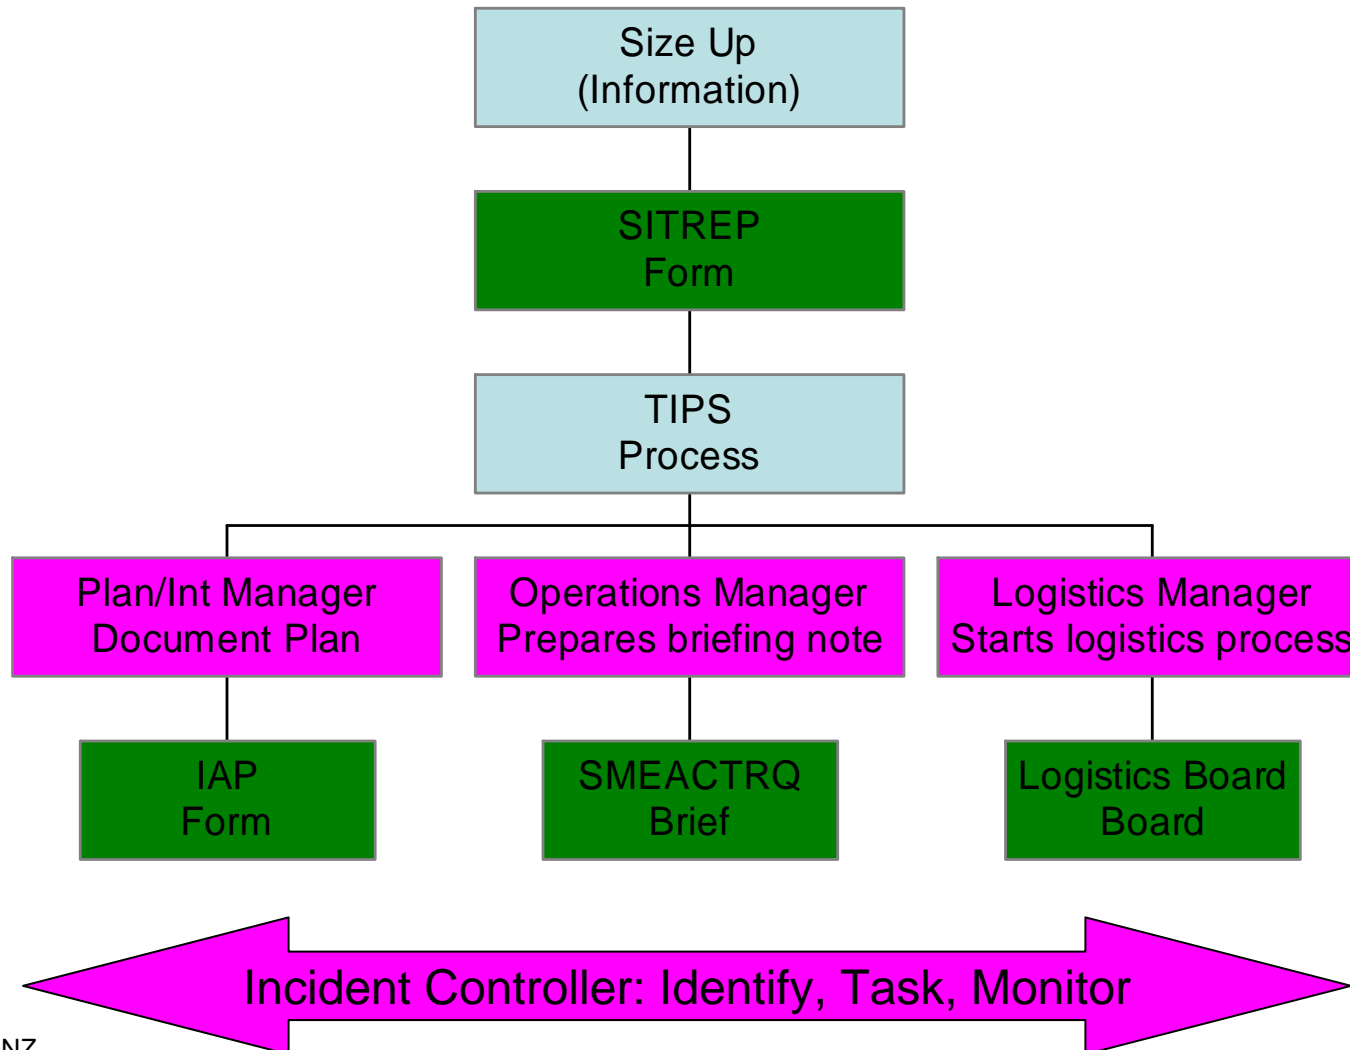 Size Up
(Information)
SITREP
Form
TIPS
Process
Plan/Int Manager
Document Plan
Operations Manager
Prepares briefing note
Logistics Manager
Starts logistics process
IAP
Form
SMEACTRQ
Brief
Logistics Board
Board
Incident Controller: Identify, Task, Monitor
NZ